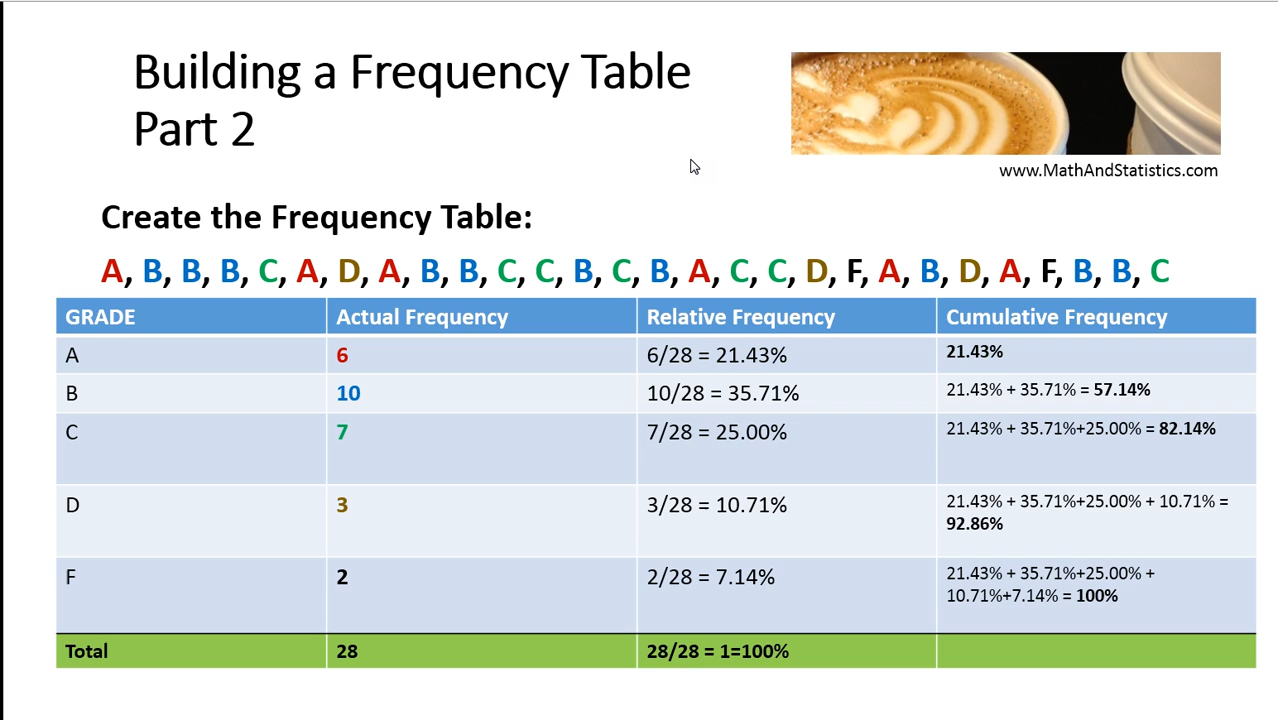 Building a Frequency Table
Part 2
www.MathAndStatistics.com
Create the Frequency Table:
A, B, B, B, C, A, D, A, B, B, C, C, B, C, B, A, C, C, D, F, A, B, D, A, F, B, B, C
GRADE Actual Frequency Relative Frequency Cumulative Frequency
A 6 6/28 = 21.43% 21.43%
B 10 10/28 = 35.71% 21.43% + 35.71% = 57.14%
C 7 7/28 = 25.00% 21.43% + 35.71%+25.00% = 82.14%
D 3 3/28 = 10.71% 21.43% + 35.71%+25.00% + 10.71% =
92.86%
F 2 2/28 = 7.14% 21.43% + 35.71%+25.00% +
10.71%+7.14% = 100%
Total 28 28/28 = 1=100%